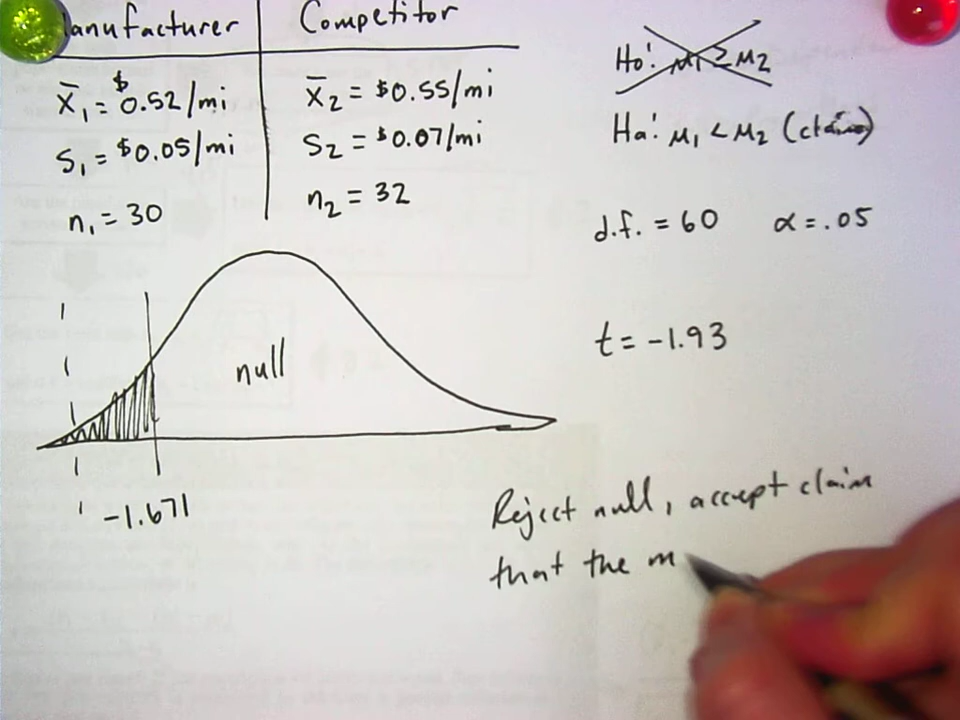 anufacturer Competitor
x̄₁ = $0.52/mi x̄₂ = $0.55/mi
S₁ = $0.05/mi S₂ = $0.07/mi
n₁ = 30 n₂ = 32
Ho: μ₁ ≥ μ₂
Ha: μ₁ < μ₂ (claim)
d.f. = 60 α = .05
t = -1.93
null
-1.671
Reject null, accept claim
that the m